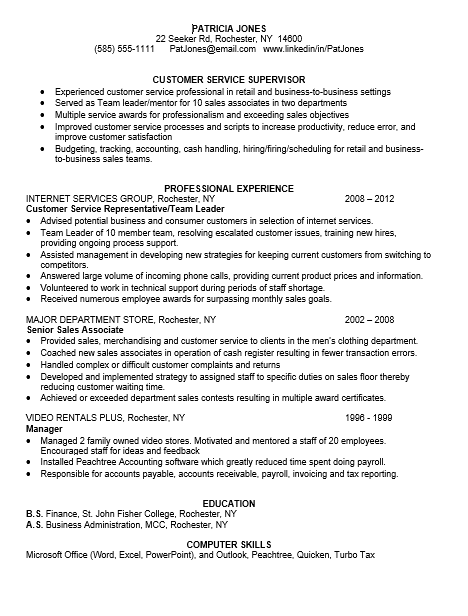 PATRICIA JONES
22 Seeker Rd, Rochester, NY 14600
(585) 555-1111 PatJones@email.com www.linkedin/in/PatJones
CUSTOMER SERVICE SUPERVISOR
• Experienced customer service professional in retail and business-to-business settings
• Served as Team leader/mentor for 10 sales associates in two departments
• Multiple service awards for professionalism and exceeding sales objectives
• Improved customer service processes and scripts to increase productivity, reduce error, and
improve customer satisfaction
• Budgeting, tracking, accounting, cash handling, hiring/firing/scheduling for retail and business-
to-business sales teams.
PROFESSIONAL EXPERIENCE
INTERNET SERVICES GROUP, Rochester, NY 2008 – 2012
Customer Service Representative/Team Leader
• Advised potential business and consumer customers in selection of internet services.
• Team Leader of 10 member team, resolving escalated customer issues, training new hires,
providing ongoing process support.
• Assisted management in developing new strategies for keeping current customers from switching to
competitors.
• Answered large volume of incoming phone calls, providing current product prices and information.
• Volunteered to work in technical support during periods of staff shortage.
• Received numerous employee awards for surpassing monthly sales goals.
MAJOR DEPARTMENT STORE, Rochester, NY 2002 – 2008
Senior Sales Associate
• Provided sales, merchandising and customer service to clients in the men's clothing department.
• Coached new sales associates in operation of cash register resulting in fewer transaction errors.
• Handled complex or difficult customer complaints and returns
• Developed and implemented strategy to assigned staff to specific duties on sales floor thereby
reducing customer waiting time.
• Achieved or exceeded department sales contests resulting in multiple award certificates.
VIDEO RENTALS PLUS, Rochester, NY 1996 - 1999
Manager
• Managed 2 family owned video stores. Motivated and mentored a staff of 20 employees.
Encouraged staff for ideas and feedback
• Installed Peachtree Accounting software which greatly reduced time spent doing payroll.
• Responsible for accounts payable, accounts receivable, payroll, invoicing and tax reporting.
EDUCATION
B.S. Finance, St. John Fisher College, Rochester, NY
A.S. Business Administration, MCC, Rochester, NY
COMPUTER SKILLS
Microsoft Office (Word, Excel, PowerPoint), and Outlook, Peachtree, Quicken, Turbo Tax